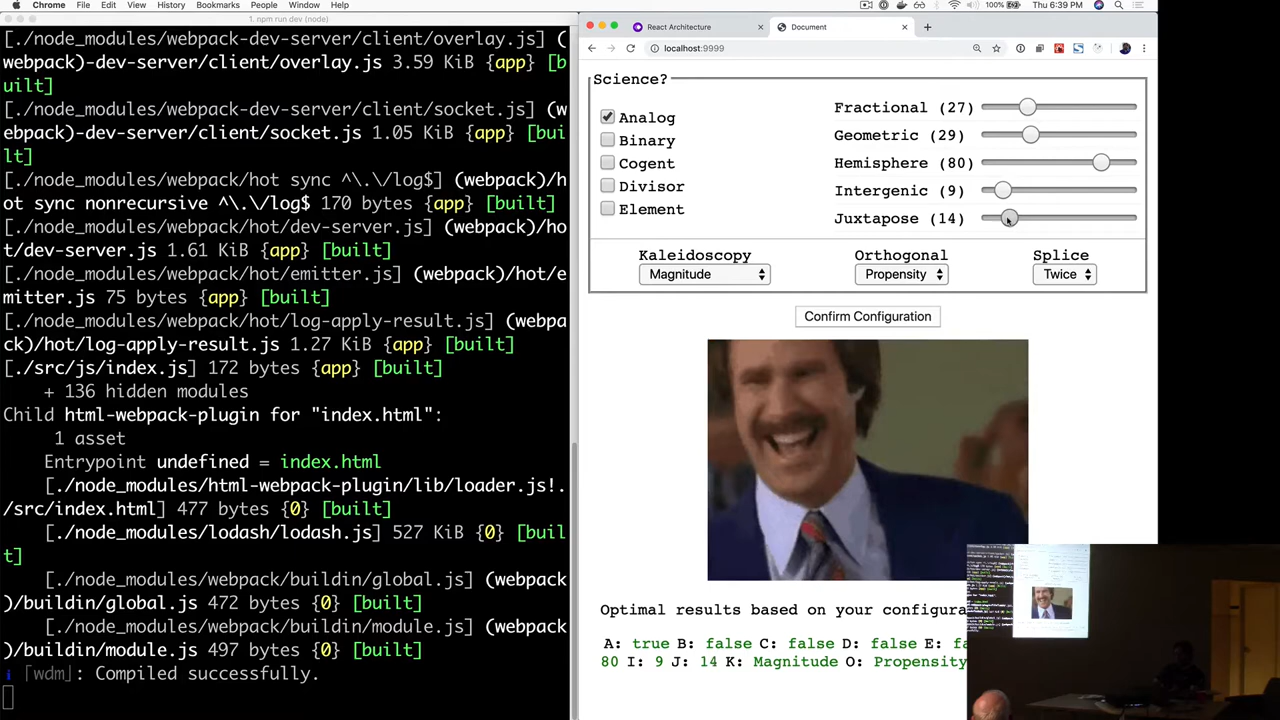 Chrome File Edit View History Bookmarks People Window Help 100% Thu 6:39 PM
1. npm run dev (node)
[./node_modules/webpack-dev-server/client/overlay.js] (
webpack)-dev-server/client/overlay.js 3.59 KiB {app} [b
uilt]
[./node_modules/webpack-dev-server/client/socket.js] (w
ebpack)-dev-server/client/socket.js 1.05 KiB {app} [bui
lt]
[./node_modules/webpack/hot sync ^\.\/log$] (webpack)/h
ot sync nonrecursive ^\.\/log$ 170 bytes {app} [built]
[./node_modules/webpack/hot/dev-server.js] (webpack)/ho
t/dev-server.js 1.61 KiB {app} [built]
[./node_modules/webpack/hot/emitter.js] (webpack)/hot/e
mitter.js 75 bytes {app} [built]
[./node_modules/webpack/hot/log-apply-result.js] (webpa
ck)/hot/log-apply-result.js 1.27 KiB {app} [built]
[./src/js/index.js] 172 bytes {app} [built]
+ 136 hidden modules
Child html-webpack-plugin for "index.html":
1 asset
Entrypoint undefined = index.html
[./node_modules/html-webpack-plugin/lib/loader.js!.
/src/index.html] 477 bytes {0} [built]
[./node_modules/lodash/lodash.js] 527 KiB {0} [buil
t]
[./node_modules/webpack/buildin/global.js] (webpack
)/buildin/global.js 472 bytes {0} [built]
[./node_modules/webpack/buildin/module.js] (webpack
)/buildin/module.js 497 bytes {0} [built]
i ｢wdm｣: Compiled successfully.
React Architecture
Document
localhost:9999
Science?
Analog
Binary
Cogent
Divisor
Element
Fractional (27)
Geometric (29)
Hemisphere (80)
Intergenic (9)
Juxtapose (14)
Kaleidoscopy Orthogonal Splice
Magnitude Propensity Twice
Confirm Configuration
Optimal results based on your configura
A: true B: false C: false D: false E: fa
80 I: 9 J: 14 K: Magnitude O: Propensity